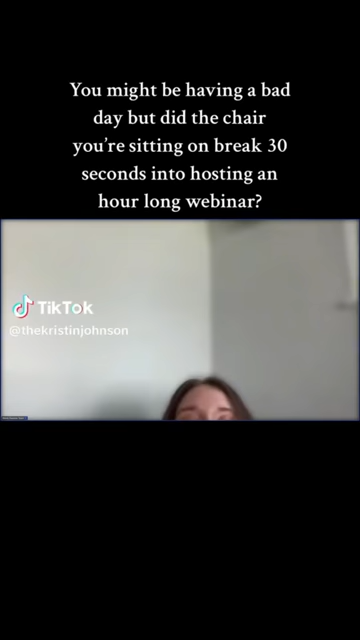 You might be having a bad
day but did the chair
you're sitting on break 30
seconds into hosting an
hour long webinar?
TikTok
@thekristinjohnson